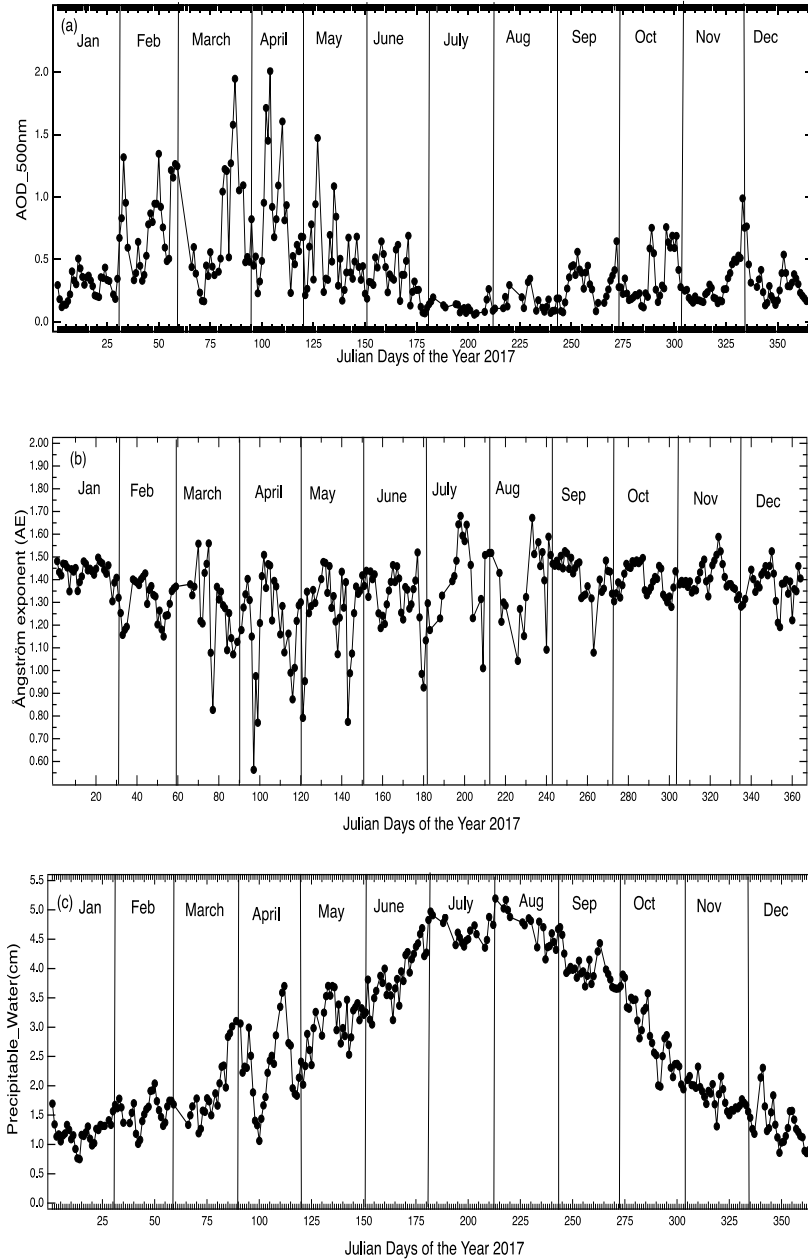 (a)
Jan Feb March April May June July Aug Sep Oct Nov Dec
AOD_500nm
2.0
1.5
1.0
0.5
0.0
25 50 75 100 125 150 175 200 225 250 275 300 325 350
Julian Days of the Year 2017
(b)
Jan Feb March April May June July Aug Sep Oct Nov Dec
Ångström exponent (AE)
2.00
1.90
1.80
1.70
1.60
1.50
1.40
1.30
1.20
1.10
1.00
0.90
0.80
0.70
0.60
20 40 60 80 100 120 140 160 180 200 220 240 260 280 300 320 340 360
Julian Days of the Year 2017
(c)
Jan Feb March April May June July Aug Sep Oct Nov Dec
Precipitable_Water(cm)
5.5
5.0
4.5
4.0
3.5
3.0
2.5
2.0
1.5
1.0
0.5
0.0
25 50 75 100 125 150 175 200 225 250 275 300 325 350
Julian Days of the Year 2017